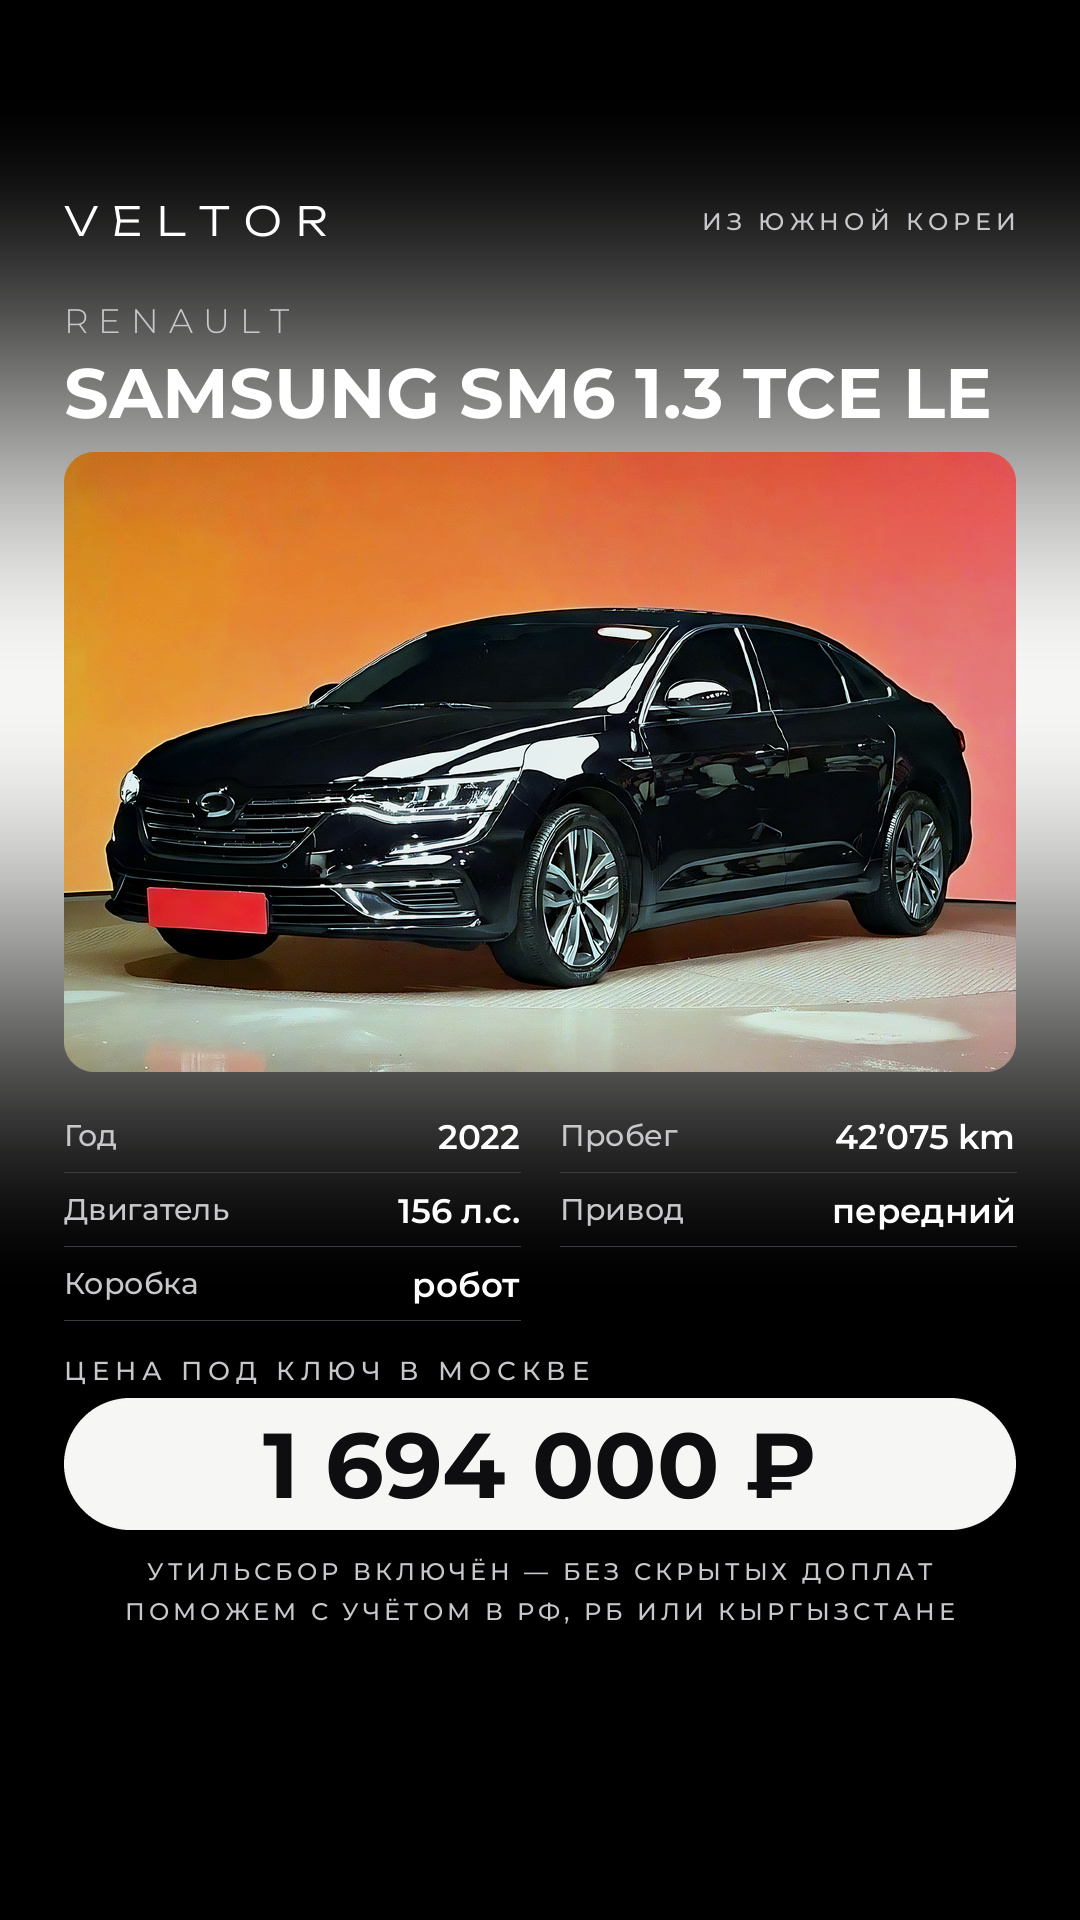 VELTOR
ИЗ ЮЖНОЙ КОРЕИ
RENAULT
SAMSUNG SM6 1.3 TCE LE
Год 2022
Пробег 42’075 km
Двигатель 156 л.с.
Привод передний
Коробка робот
ЦЕНА ПОД КЛЮЧ В МОСКВЕ
1 694 000 ₽
УТИЛЬСБОР ВКЛЮЧЁН — БЕЗ СКРЫТЫХ ДОПЛАТ
ПОМОЖЕМ С УЧЁТОМ В РФ, РБ ИЛИ КЫРГЫЗСТАНЕ